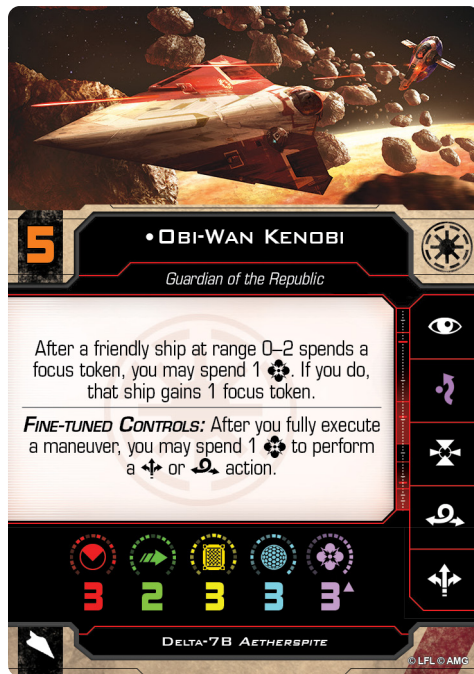 5
•Obi-Wan Kenobi
Guardian of the Republic
After a friendly ship at range 0–2 spends a
focus token, you may spend 1 . If you do,
that ship gains 1 focus token.
Fine-tuned Controls: After you fully execute
a maneuver, you may spend 1 to perform
a or action.
3 2 3 3 3
Delta-7B Aetherspite
© LFL © AMG